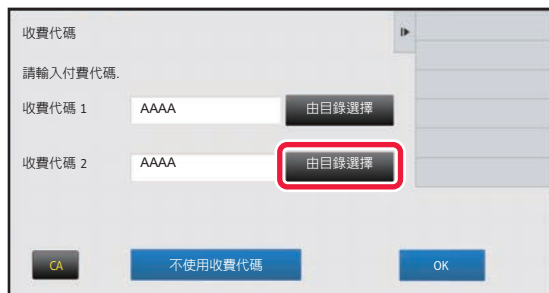 收費代碼
請輸入付費代碼.
收費代碼 1 AAAA 由目錄選擇
收費代碼 2 AAAA 由目錄選擇
CA 不使用收費代碼 OK